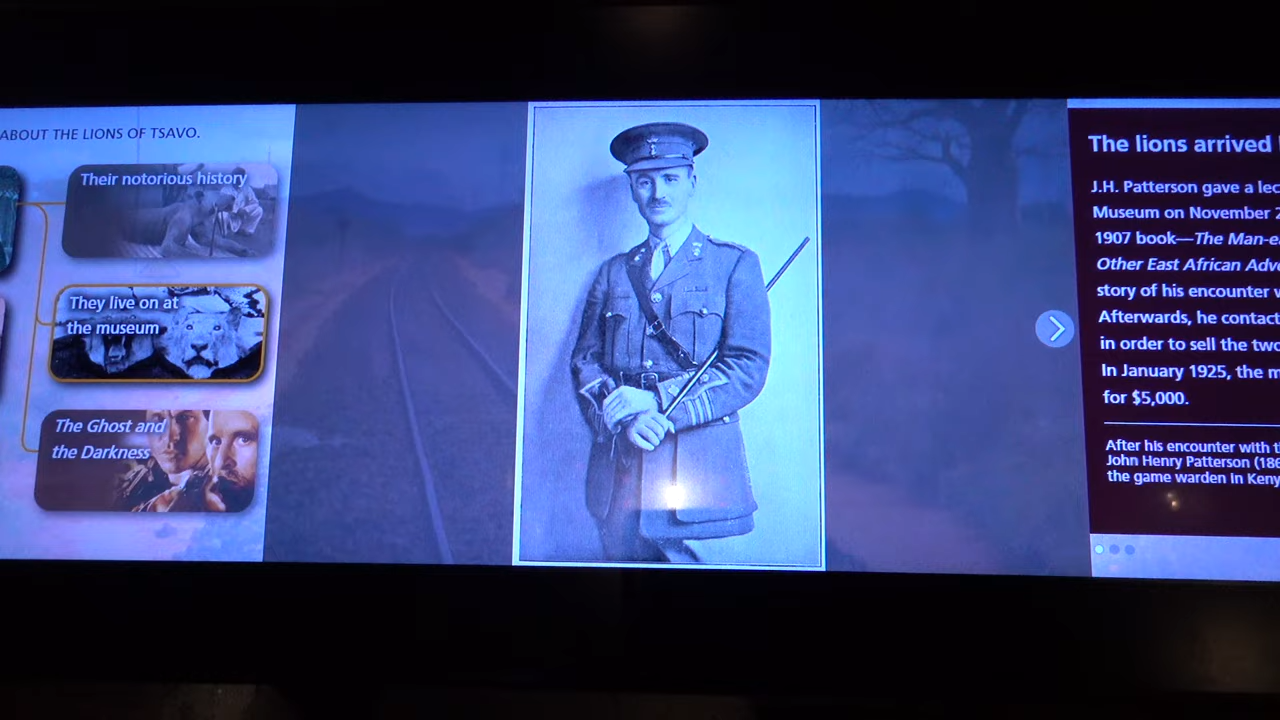 ABOUT THE LIONS OF TSAVO.
Their notorious history
They live on at
the museum
The Ghost and
the Darkness
The lions arrived
J.H. Patterson gave a lec
Museum on November 2
1907 book—The Man-e
Other East African Adve
story of his encounter w
Afterwards, he contact
in order to sell the two
In January 1925, the m
for $5,000.
After his encounter with t
John Henry Patterson (186
the game warden in Keny